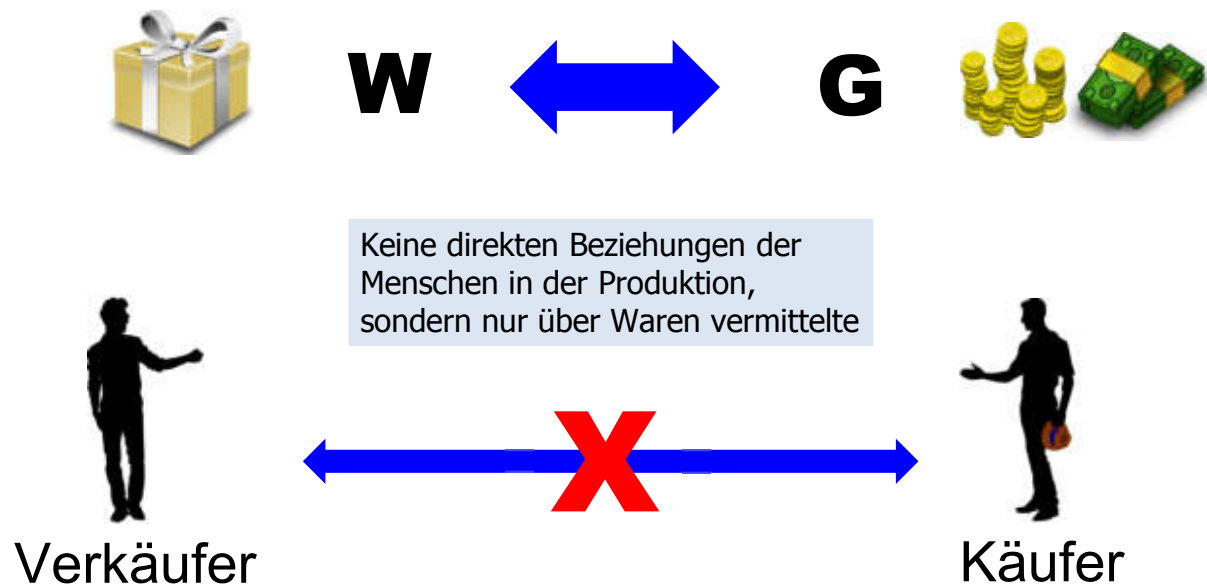 W G
Keine direkten Beziehungen der
Menschen in der Produktion,
sondern nur über Waren vermittelte
X
Verkäufer Käufer